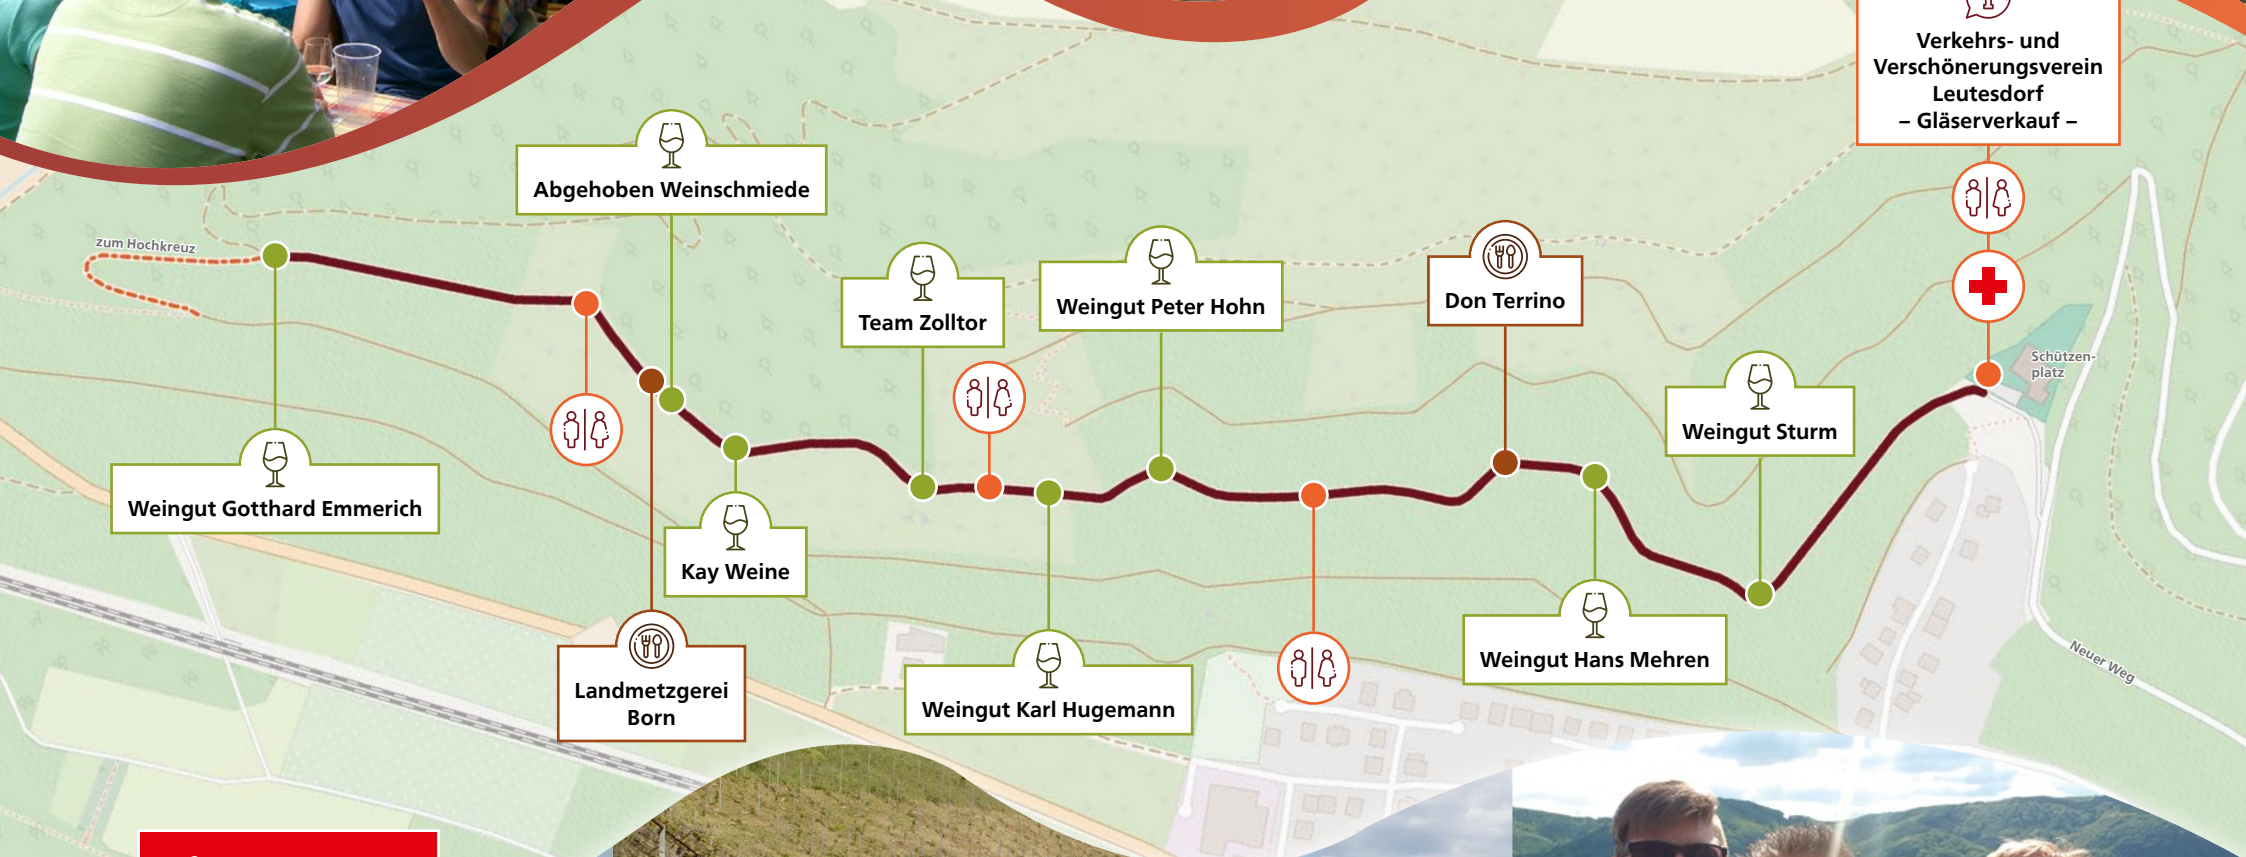 Verkehrs- und
Verschönerungsverein
Leutesdorf
– Gläserverkauf –
Abgehoben Weinschmiede
zum Hochkreuz
Weingut Peter Hohn
Don Terrino
Team Zolltor
Schützen-
platz
Weingut Sturm
Weingut Gotthard Emmerich
Kay Weine
Landmetzgerei
Born
Weingut Karl Hugemann
Weingut Hans Mehren
Neuer Weg